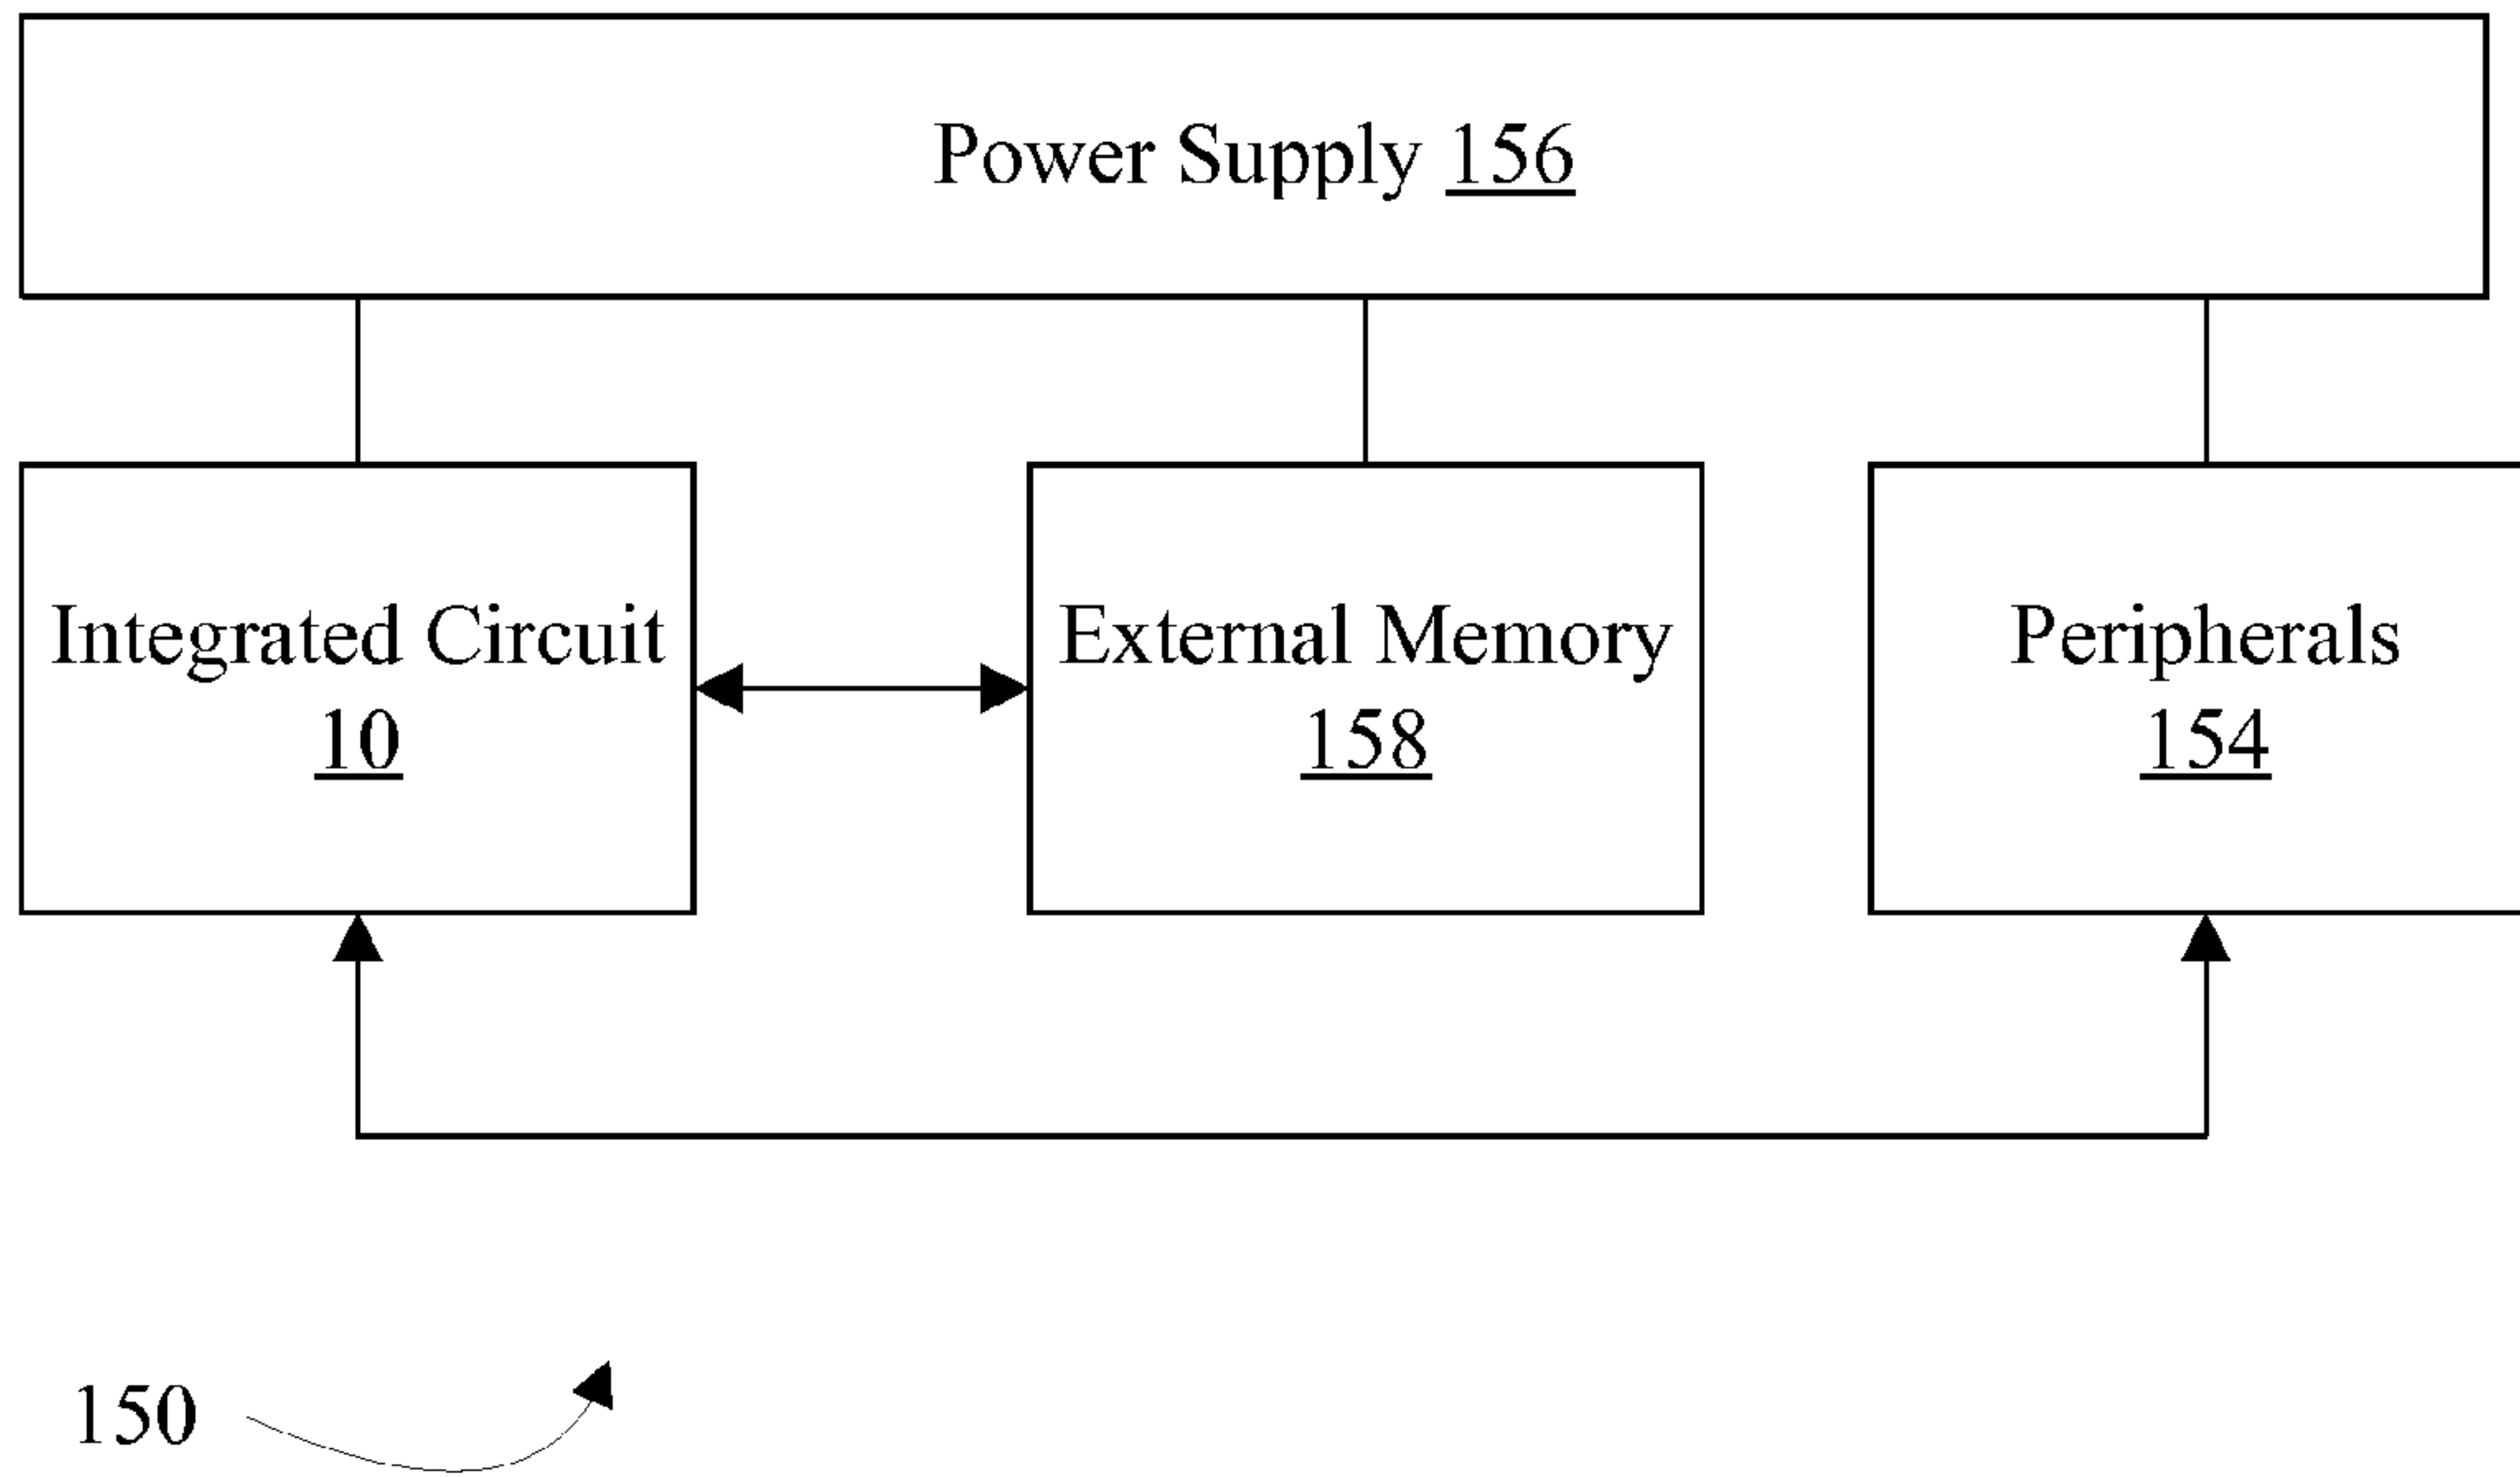 Power Supply 156
Integrated Circuit
10
External Memory
158
Peripherals
154
150